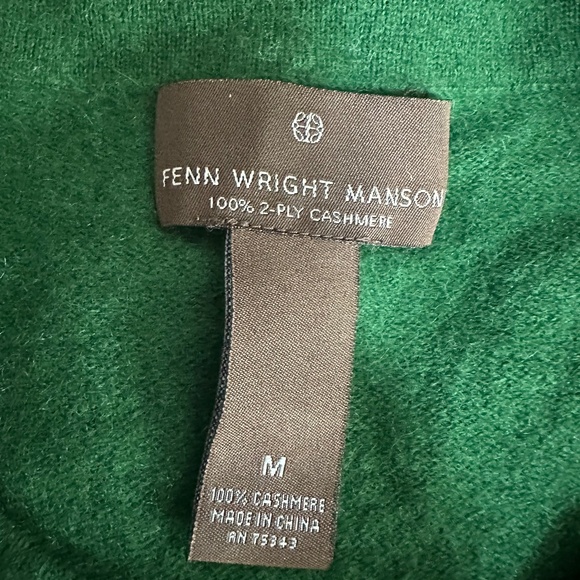 FENN WRIGHT MANSON
100% 2-PLY CASHMERE
M
100% CASHMERE
MADE IN CHINA
RN 75343